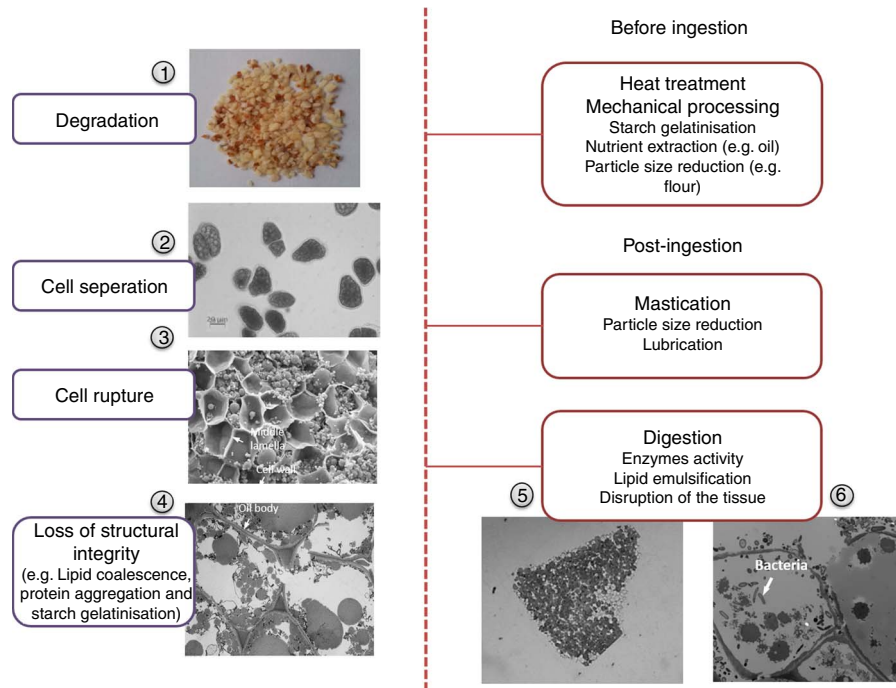 1
Degradation
2
Cell seperation
20 µm
3
Cell rupture
Middle
lamella
Cell wall
4
Oil body
Loss of structural
integrity
(e.g. Lipid coalescence,
protein aggregation and
starch gelatinisation)
Before ingestion
Heat treatment
Mechanical processing
Starch gelatinisation
Nutrient extraction (e.g. oil)
Particle size reduction (e.g.
flour)
Post-ingestion
Mastication
Particle size reduction
Lubrication
Digestion
Enzymes activity
Lipid emulsification
Disruption of the tissue
5
6
Bacteria